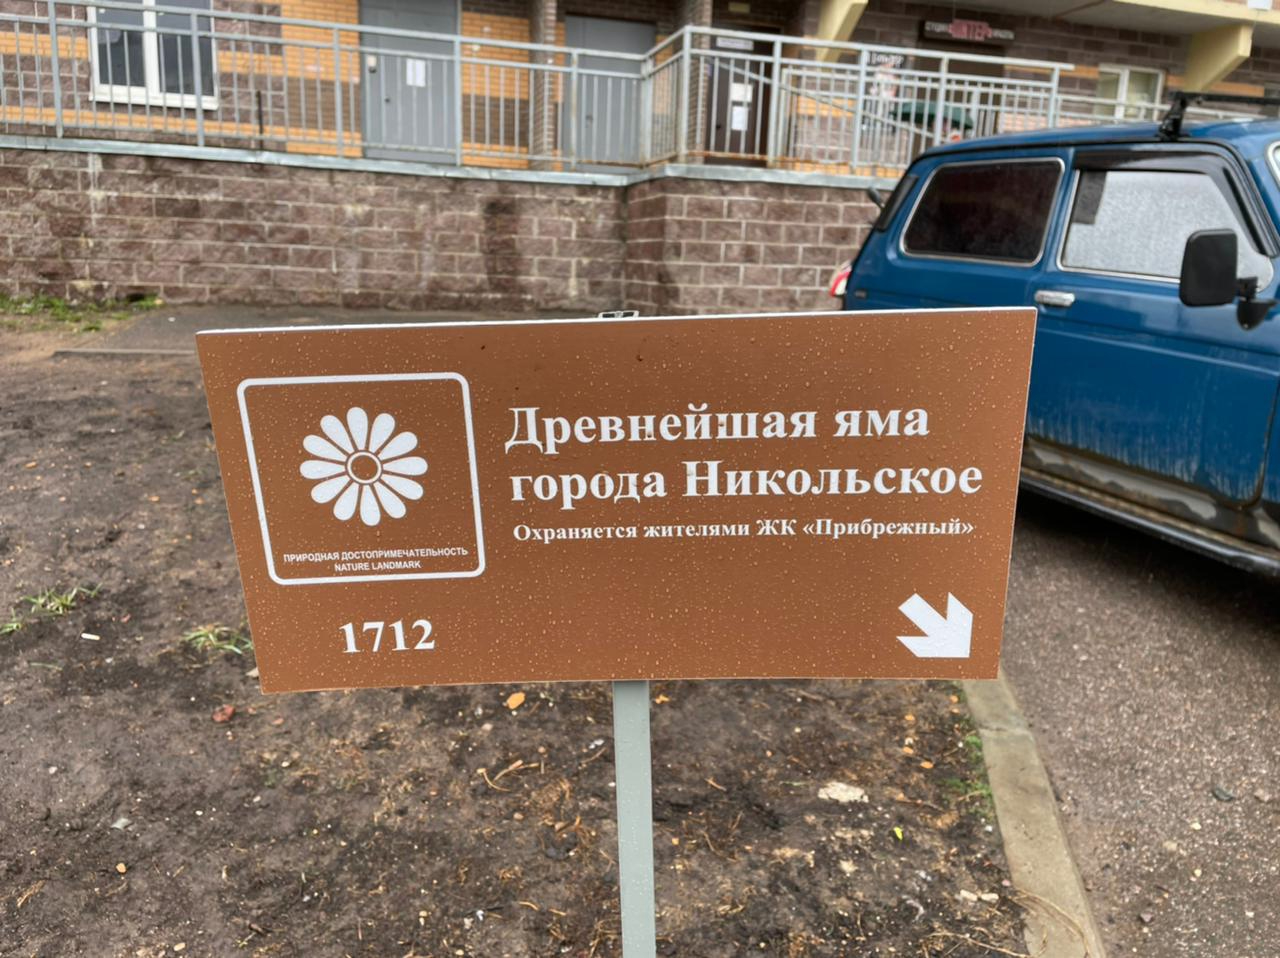 Древнейшая яма
города Никольское
Охраняется жителями ЖК «Прибрежный»
ПРИРОДНАЯ ДОСТОПРИМЕЧАТЕЛЬНОСТЬ
NATURE LANDMARK
1712